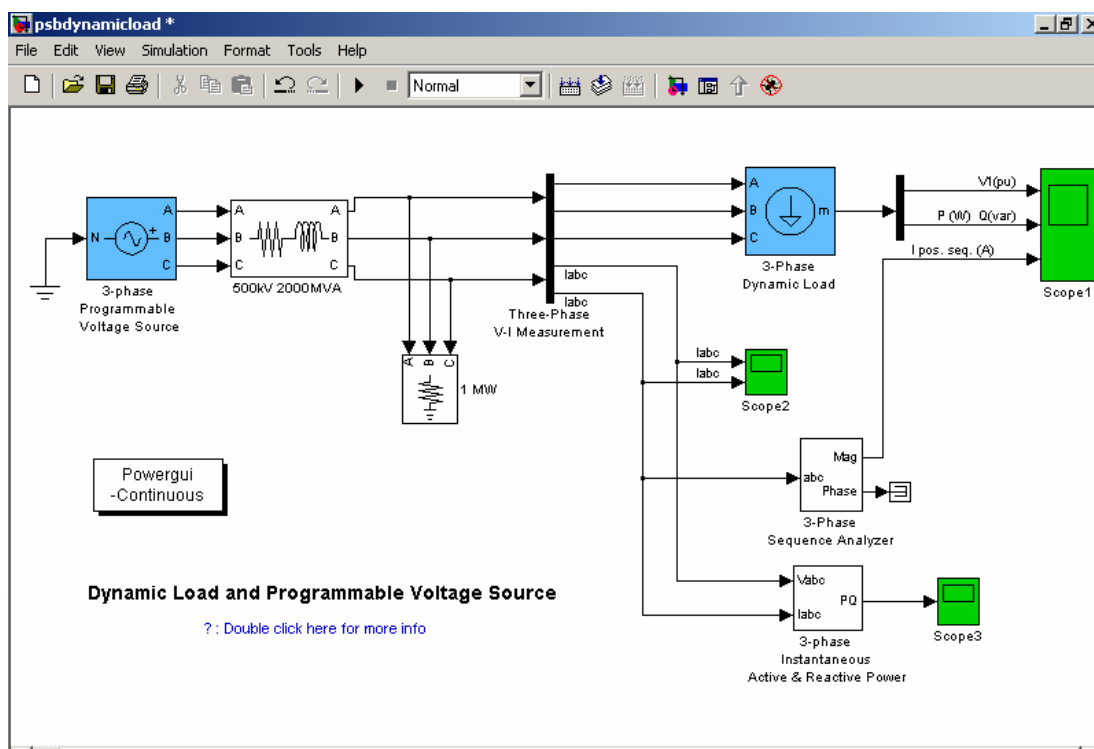 psbdynamicload *
File Edit View Simulation Format Tools Help
Normal
A
B
C
N
+
3-phase
Programmable
Voltage Source
A
B
C
A
B
C
500kV 2000MVA
A
B
C
1 MW
Three-Phase
V-I Measurement
Iabc
Iabc
A
B
C
m
3-Phase
Dynamic Load
V1(pu)
P (W) Q(var)
I pos. seq. (A)
Scope1
Iabc
Iabc
Scope2
abc
Mag
Phase
3-Phase
Sequence Analyzer
Vabc
Iabc
PQ
3-phase
Instantaneous
Active & Reactive Power
Scope3
Powergui
-Continuous
Dynamic Load and Programmable Voltage Source
? : Double click here for more info